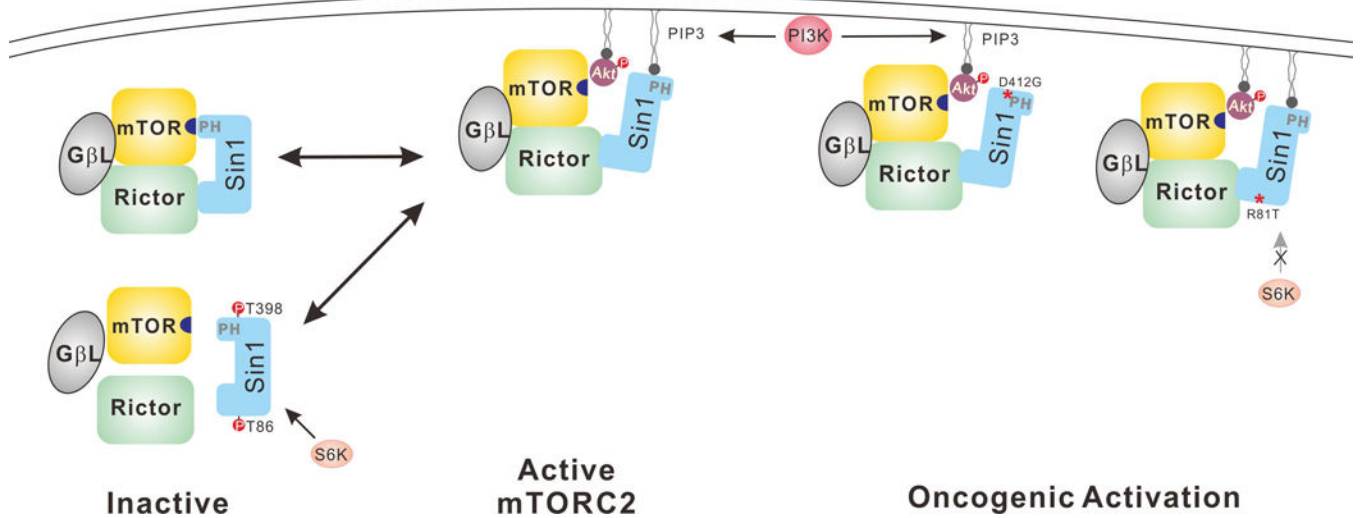 PIP3
PI3K
PIP3
Akt
P
mTOR
PH
Sin1
GβL
Rictor
mTOR
PH
Sin1
GβL
Rictor
Akt
P
D412G
*
PH
mTOR
Sin1
GβL
Rictor
Akt
P
PH
mTOR
Sin1
GβL
Rictor
*
R81T
X
S6K
P T398
PH
mTOR
Sin1
GβL
Rictor
P T86
S6K
Inactive
Active
mTORC2
Oncogenic Activation